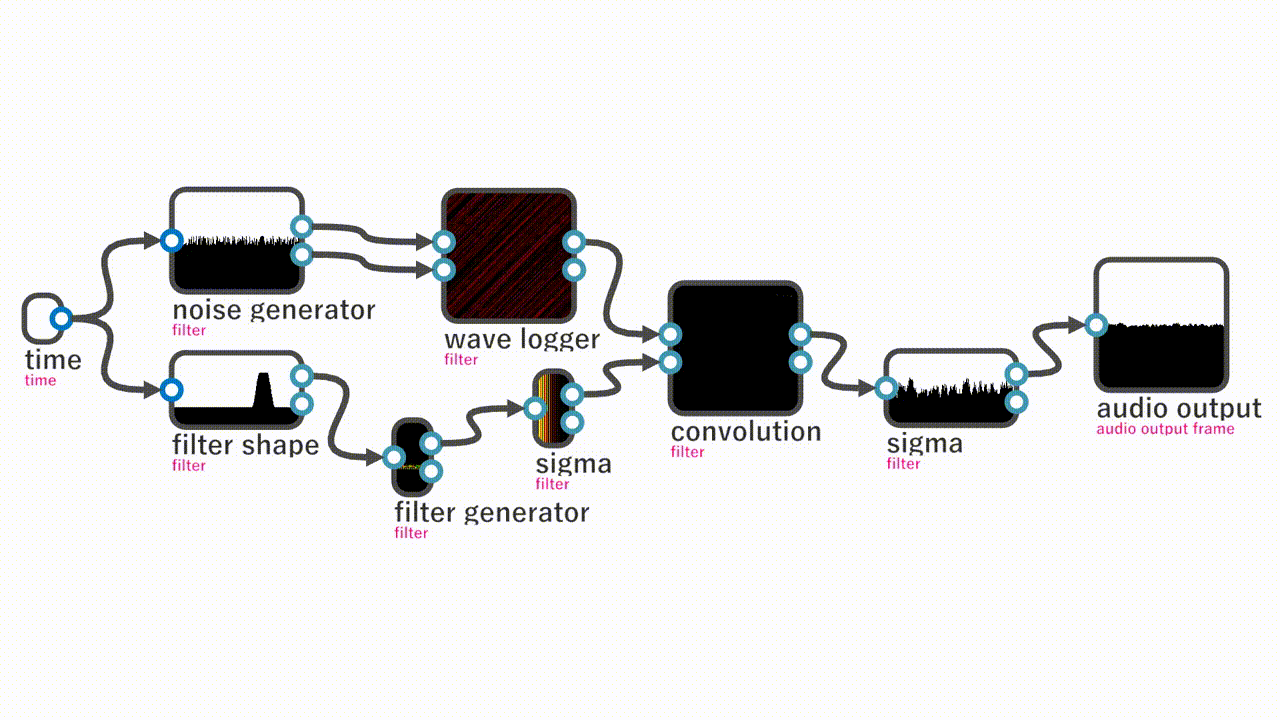 time
time
noise generator
filter
filter shape
filter
filter generator
filter
wave logger
filter
sigma
filter
convolution
filter
sigma
filter
audio output
audio output frame